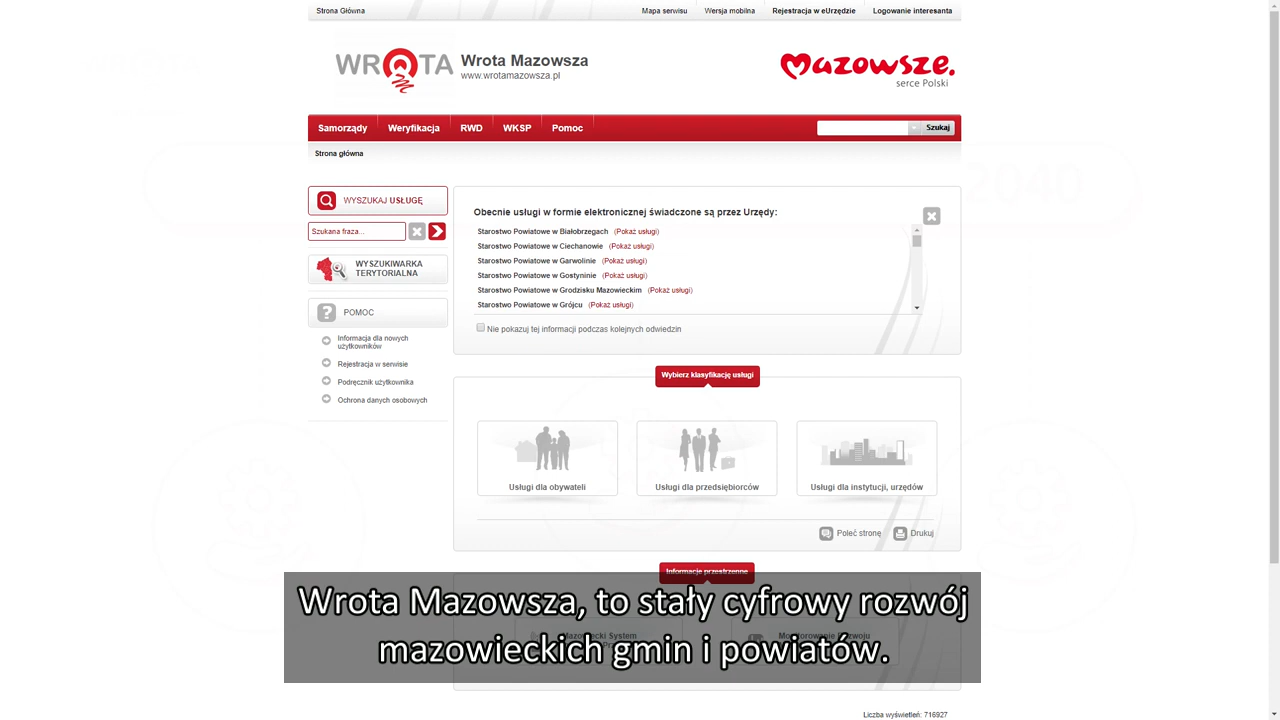 Strona Główna
Mapa serwisu
Wersja mobilna
Rejestracja w eUrzędzie
Logowanie interesanta
WROTA
Wrota Mazowsza
www.wrotamazowsza.pl
mazowsze.
serce Polski
Samorządy
Weryfikacja
RWD
WKSP
Pomoc
Szukaj
Strona główna
WYSZUKAJ USŁUGĘ
Szukana fraza...
WYSZUKIWARKA
TERYTORIALNA
POMOC
Informacja dla nowych
użytkowników
Rejestracja w serwisie
Podręcznik użytkownika
Ochrona danych osobowych
Obecnie usługi w formie elektronicznej świadczone są przez Urzędy:
Starostwo Powiatowe w Białobrzegach (Pokaż usługi)
Starostwo Powiatowe w Ciechanowie (Pokaż usługi)
Starostwo Powiatowe w Garwolinie (Pokaż usługi)
Starostwo Powiatowe w Gostyninie (Pokaż usługi)
Starostwo Powiatowe w Grodzisku Mazowieckim (Pokaż usługi)
Starostwo Powiatowe w Grójcu (Pokaż usługi)
Nie pokazuj tej informacji podczas kolejnych odwiedzin
Wybierz klasyfikację usługi
Usługi dla obywateli
Usługi dla przedsiębiorców
Usługi dla instytucji, urzędów
Poleć stronę
Drukuj
Informacje przestrzenne
Wrota Mazowsza, to stały cyfrowy rozwój
mazowieckich gmin i powiatów.
Liczba wyświetleń: 716927
2040